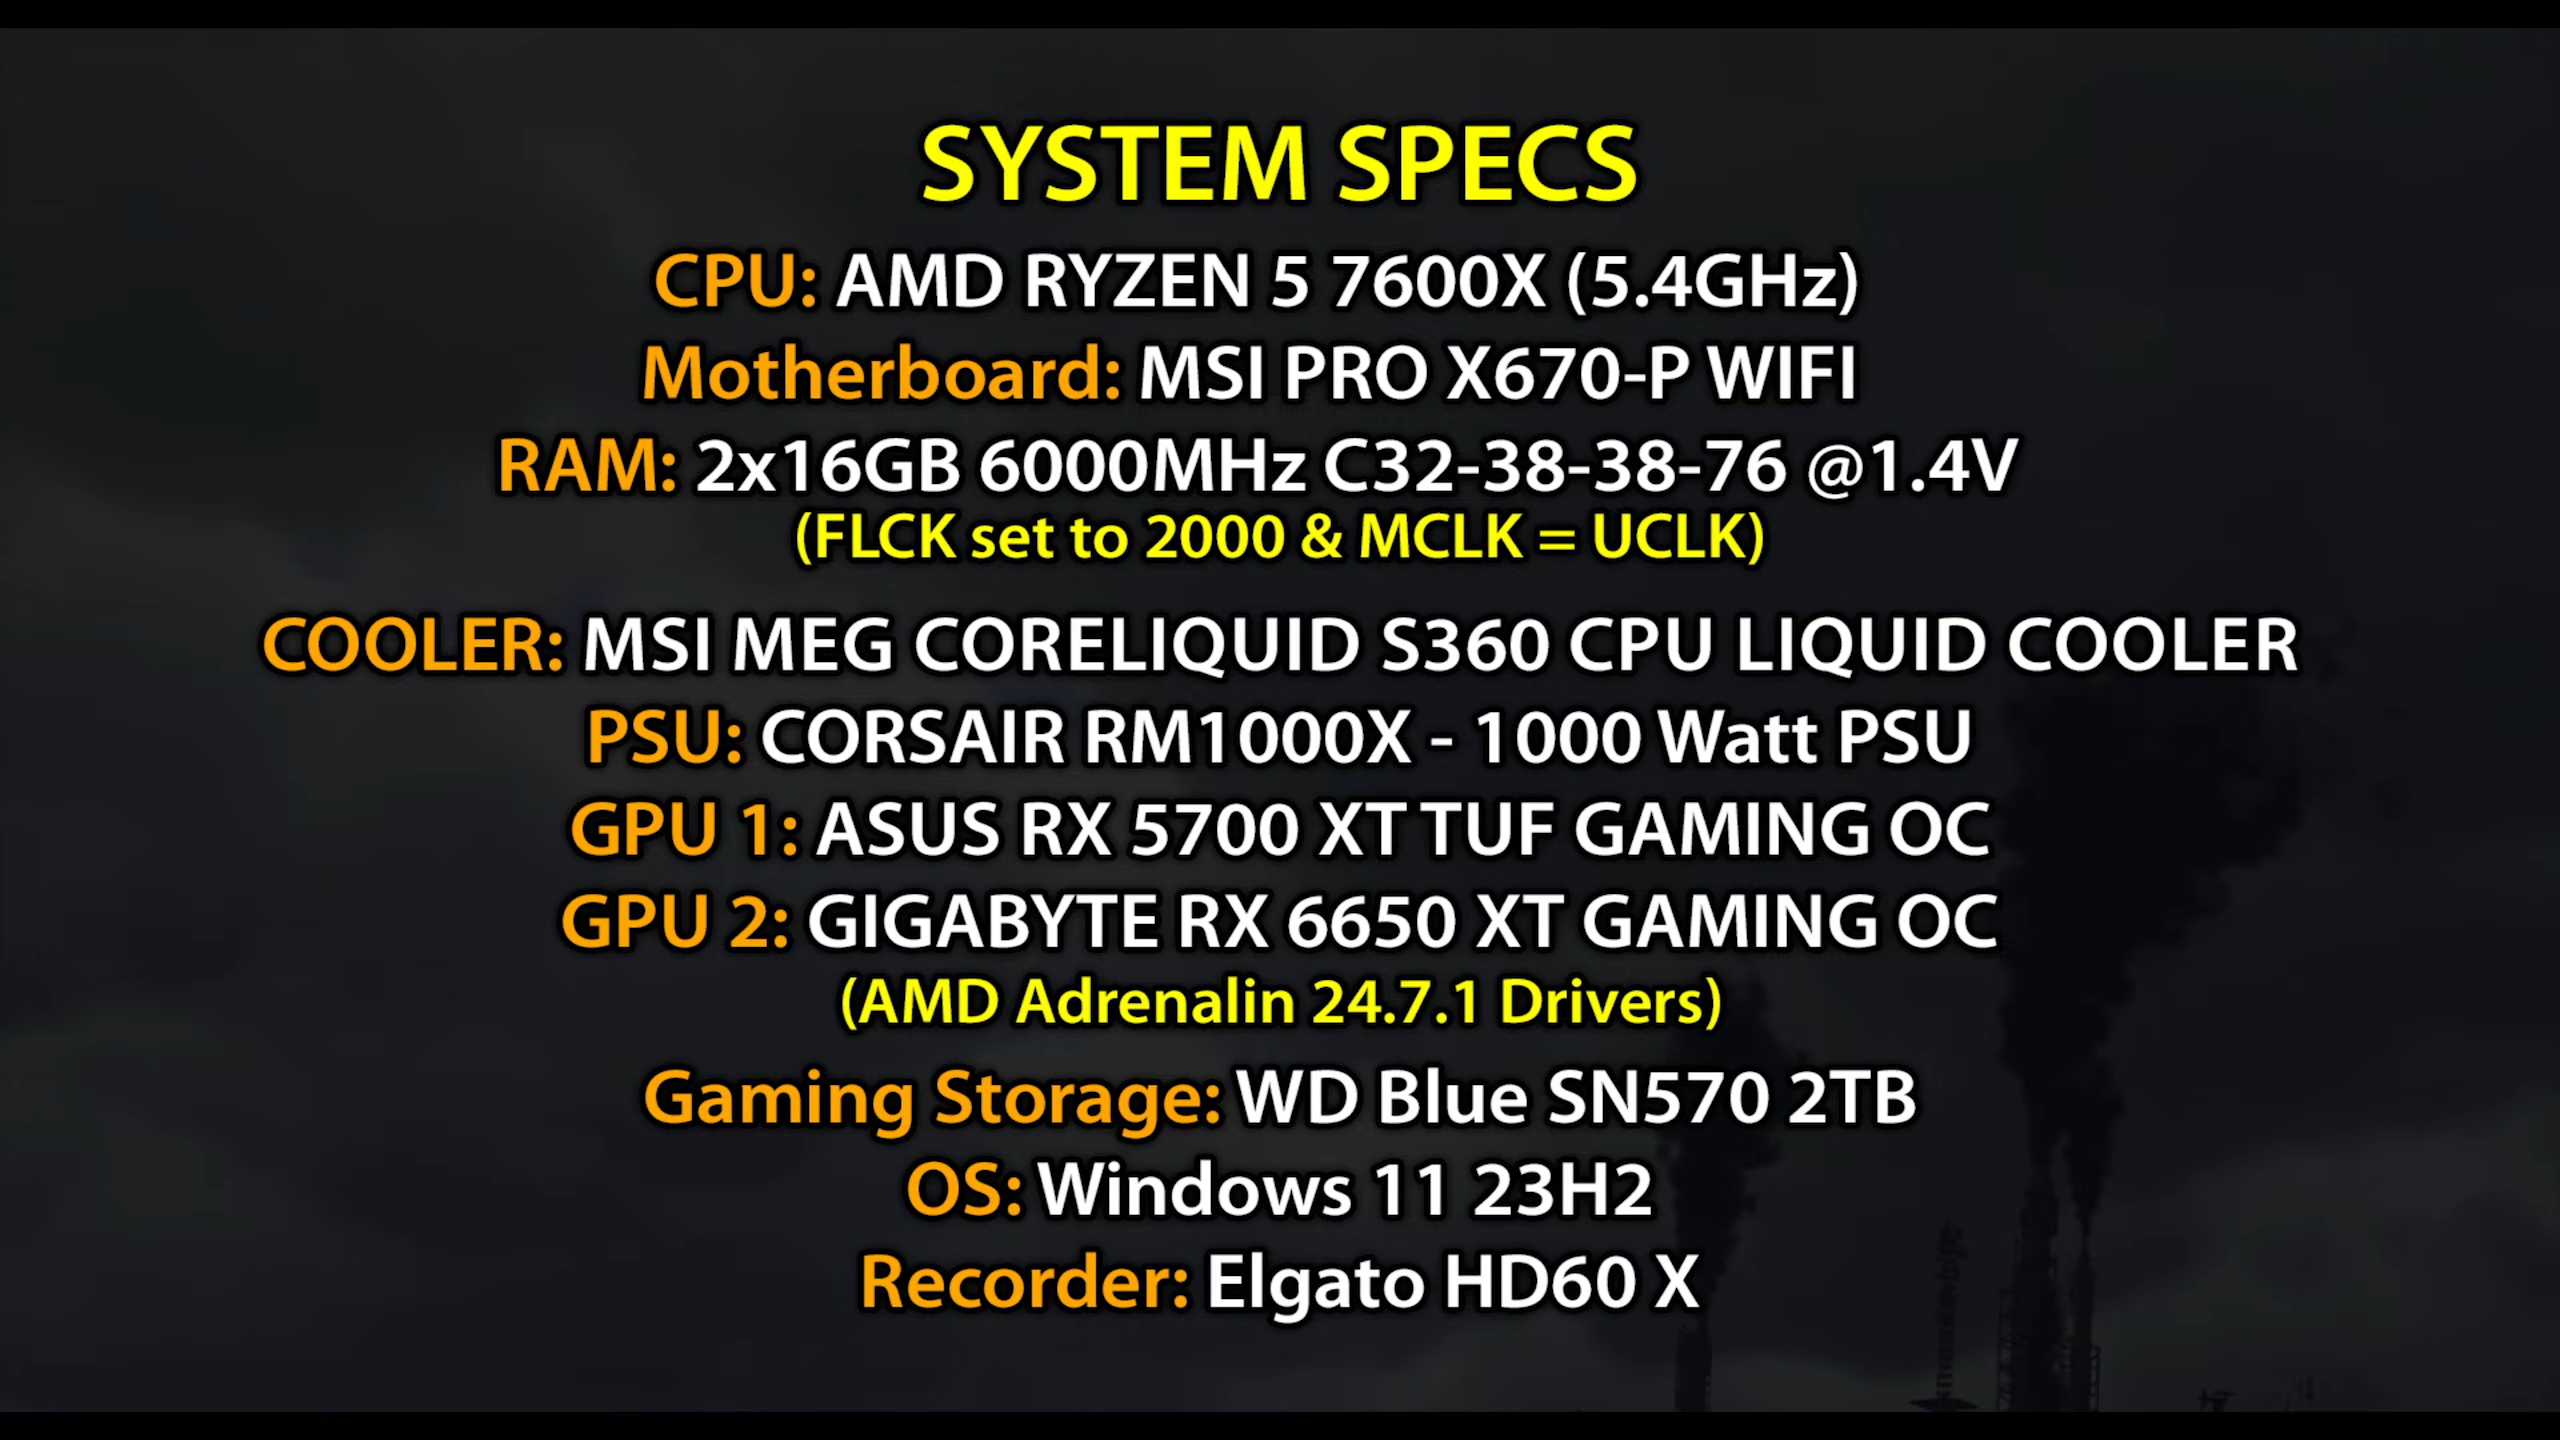 SYSTEM SPECS
CPU: AMD RYZEN 5 7600X (5.4GHz)
Motherboard: MSI PRO X670-P WIFI
RAM: 2x16GB 6000MHz C32-38-38-76 @1.4V
(FLCK set to 2000 & MCLK = UCLK)
COOLER: MSI MEG CORELIQUID S360 CPU LIQUID COOLER
PSU: CORSAIR RM1000X - 1000 Watt PSU
GPU 1: ASUS RX 5700 XT TUF GAMING OC
GPU 2: GIGABYTE RX 6650 XT GAMING OC
(AMD Adrenalin 24.7.1 Drivers)
Gaming Storage: WD Blue SN570 2TB
OS: Windows 11 23H2
Recorder: Elgato HD60 X